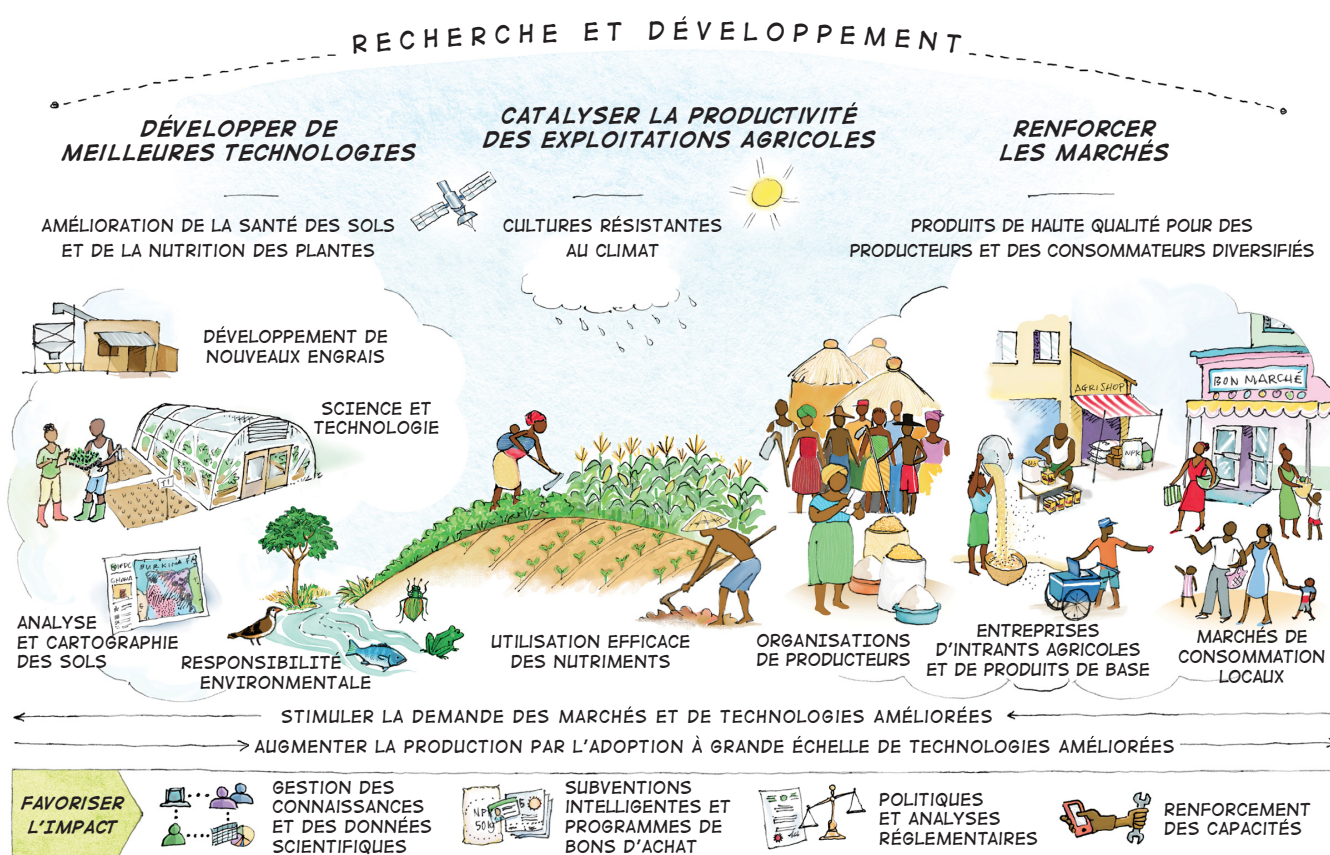 RECHERCHE ET DÉVELOPPEMENT
DÉVELOPPER DE
MEILLEURES TECHNOLOGIES
AMÉLIORATION DE LA SANTÉ DES SOLS
ET DE LA NUTRITION DES PLANTES
CATALYSER LA PRODUCTIVITÉ
DES EXPLOITATIONS AGRICOLES
CULTURES RÉSISTANTES
AU CLIMAT
RENFORCER
LES MARCHÉS
PRODUITS DE HAUTE QUALITÉ POUR DES
PRODUCTEURS ET DES CONSOMMATEURS DIVERSIFIÉS
DÉVELOPPEMENT DE
NOUVEAUX ENGRAIS
SCIENCE ET
TECHNOLOGIE
AGRISHOP
NPK
BON MARCHÉ
IFDC
GHANA
BURKINA FA
ANALYSE
ET CARTOGRAPHIE
DES SOLS
RESPONSIBILITÉ
ENVIRONMENTALE
UTILISATION EFFICACE
DES NUTRIMENTS
ORGANISATIONS
DE PRODUCTEURS
ENTREPRISES
D'INTRANTS AGRICOLES
ET DE PRODUITS DE BASE
MARCHÉS DE
CONSOMMATION
LOCAUX
STIMULER LA DEMANDE DES MARCHÉS ET DE TECHNOLOGIES AMÉLIORÉES
AUGMENTER LA PRODUCTION PAR L'ADOPTION À GRANDE ÉCHELLE DE TECHNOLOGIES AMÉLIORÉES
FAVORISER
L'IMPACT
GESTION DES
CONNAISSANCES
ET DES DONNÉES
SCIENTIFIQUES
NP
50
SUBVENTIONS
INTELLIGENTES ET
PROGRAMMES DE
BONS D'ACHAT
POLITIQUES
ET ANALYSES
RÉGLEMENTAIRES
RENFORCEMENT
DES CAPACITÉS